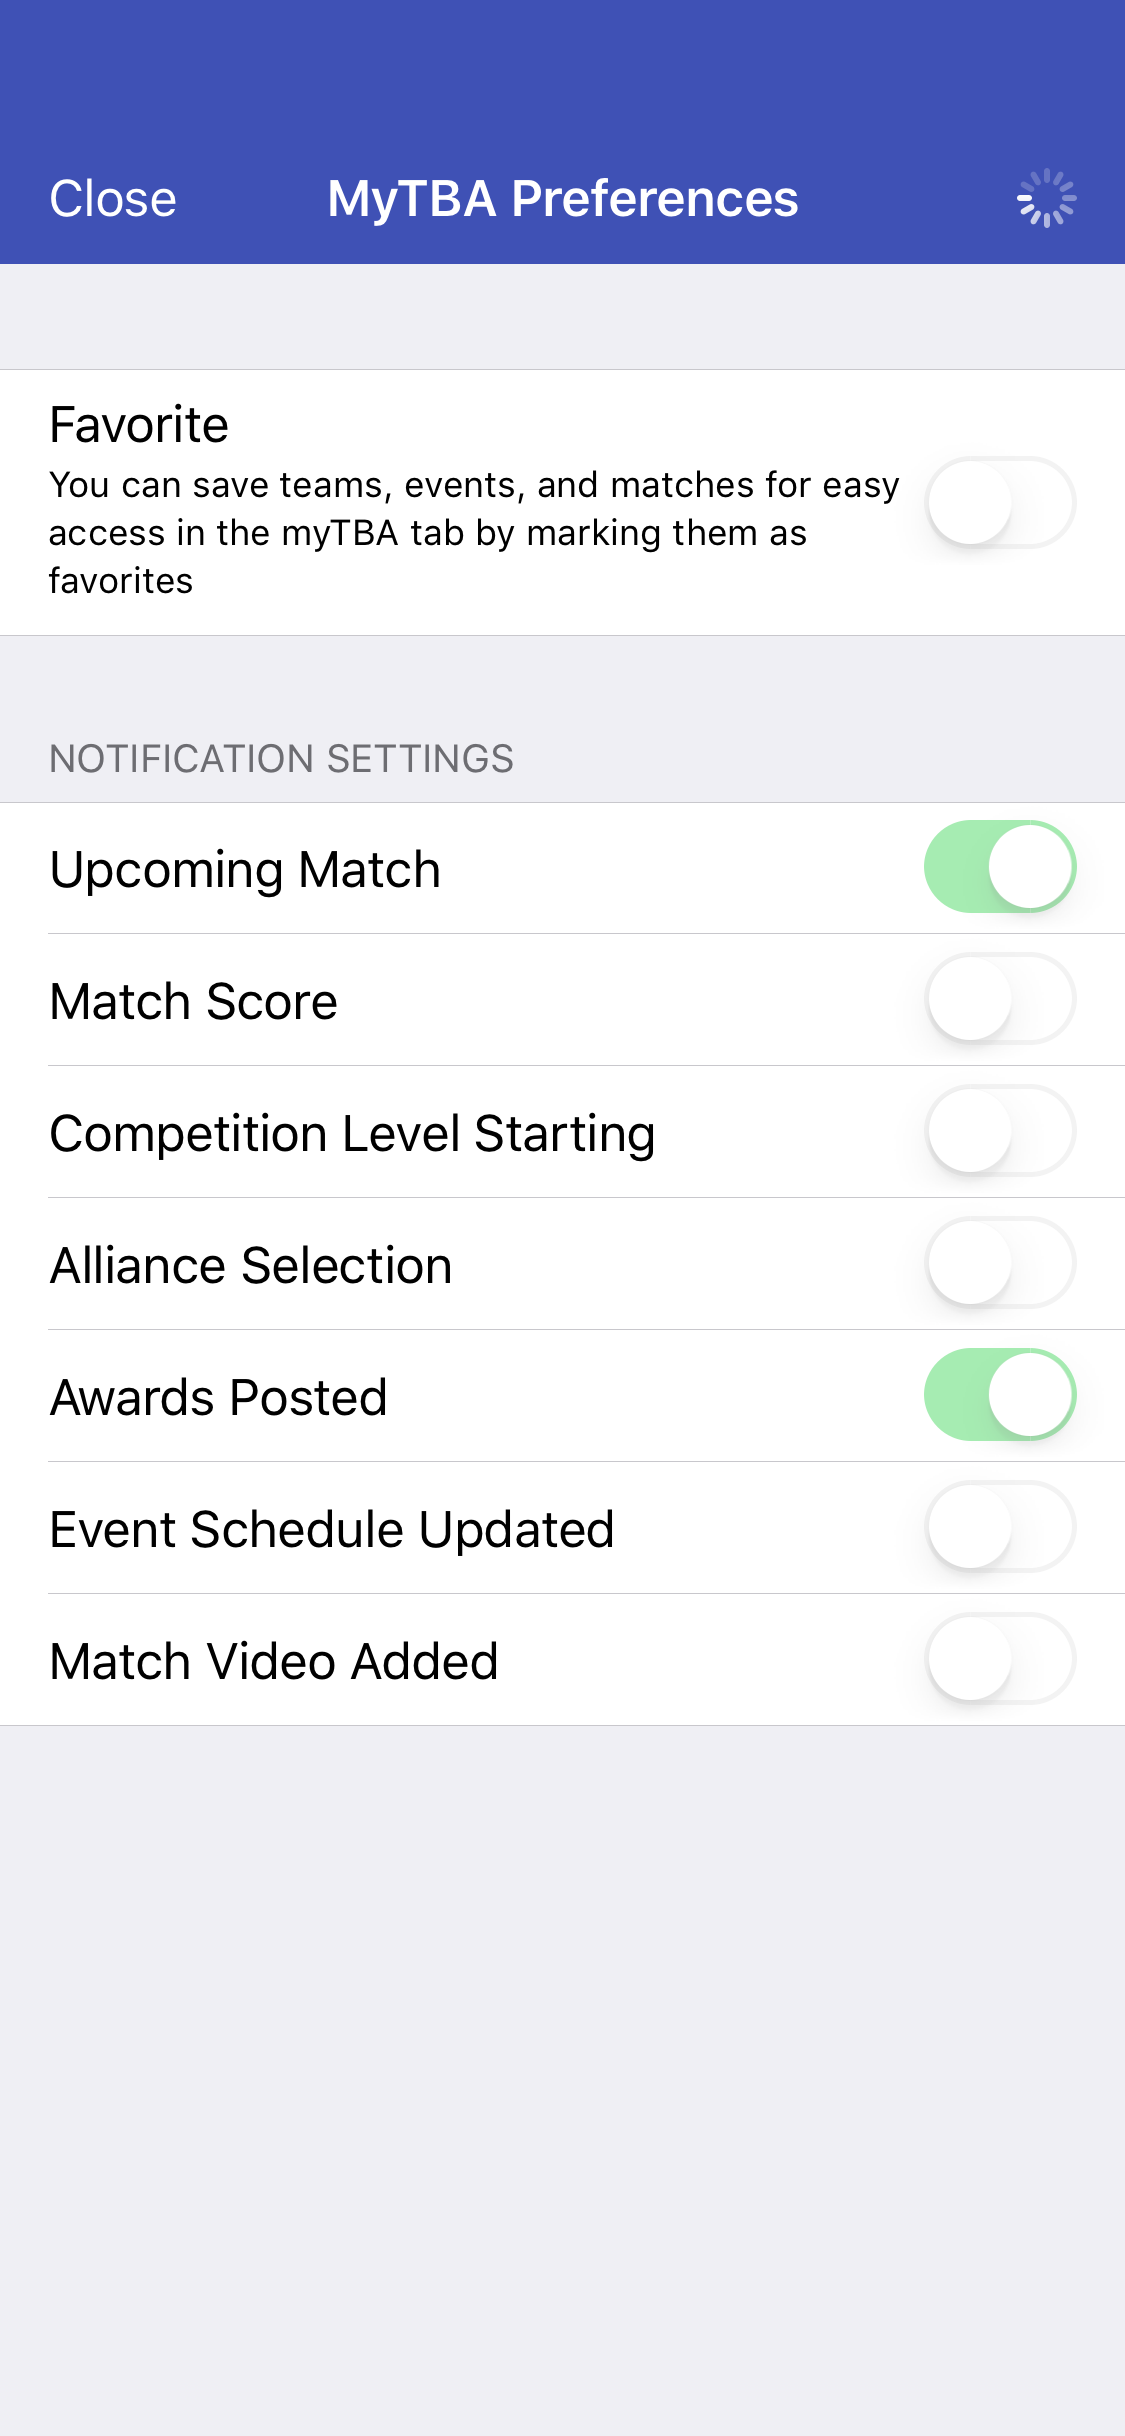 Close
MyTBA Preferences
Favorite
You can save teams, events, and matches for easy
access in the myTBA tab by marking them as
favorites
NOTIFICATION SETTINGS
Upcoming Match
Match Score
Competition Level Starting
Alliance Selection
Awards Posted
Event Schedule Updated
Match Video Added